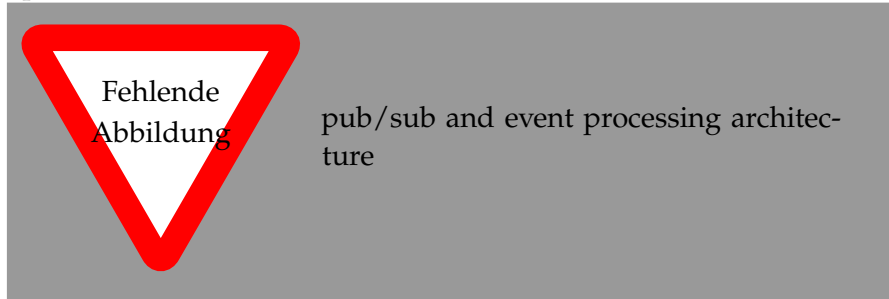 Fehlende
Abbildung
pub/sub and event processing architec-
ture